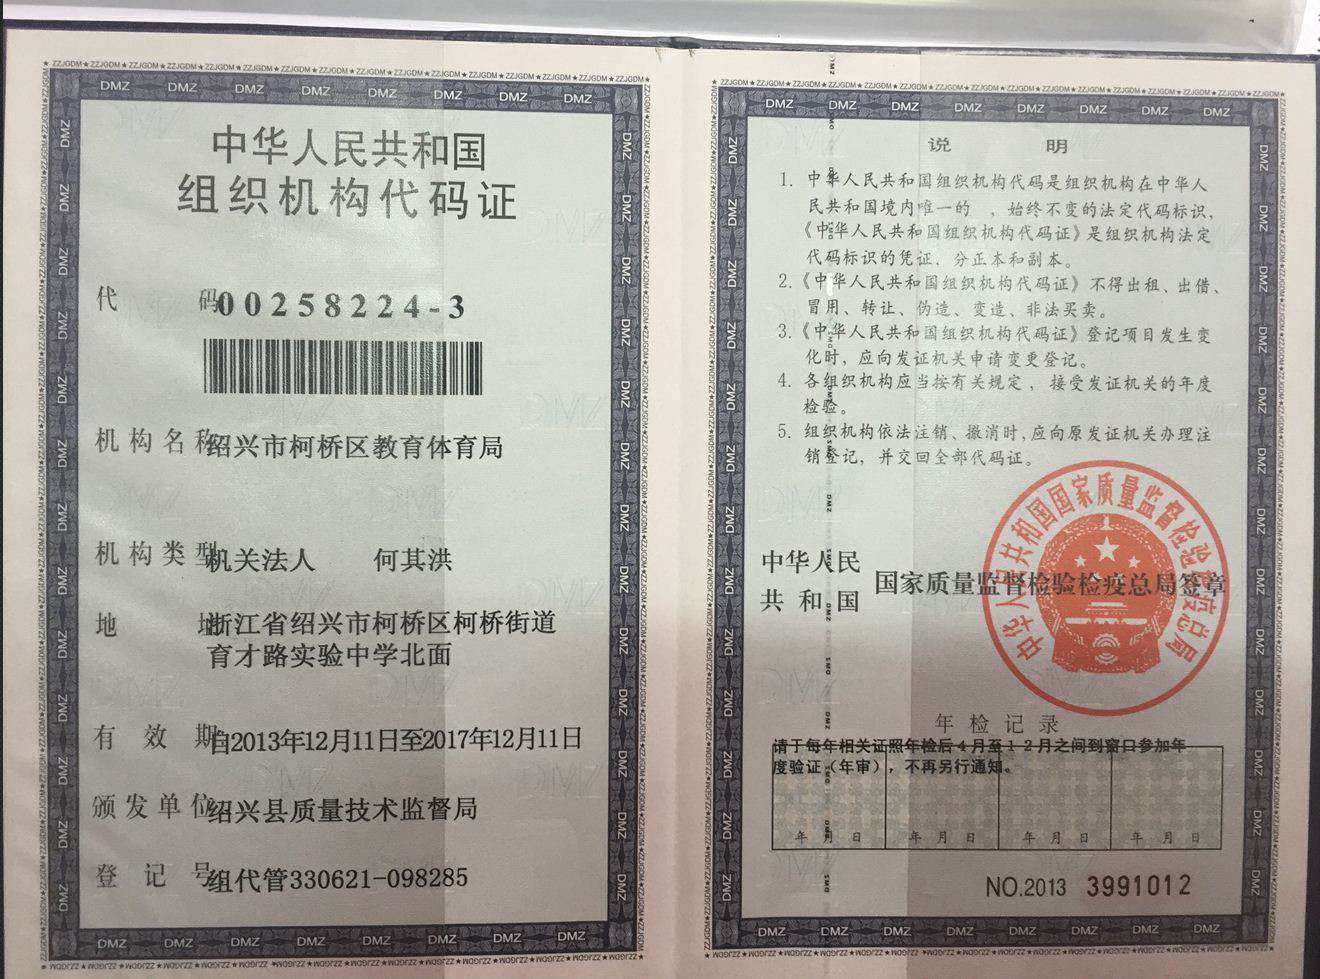 中华人民共和国
组织机构代码证
代 码 00258224-3
机构名称 绍兴市柯桥区教育体育局
机构类型 机关法人 何其洪
地 址 浙江省绍兴市柯桥区柯桥街道
育才路实验中学北面
有 效 期 自2013年12月11日至2017年12月11日
颁发单位 绍兴县质量技术监督局
登 记 号 组代管330621-098285
说 明
1. 中华人民共和国组织机构代码是组织机构在中华人
民共和国境内唯一的 、始终不变的法定代码标识，
《中华人民共和国组织机构代码证》是组织机构法定
代码标识的凭证，分正本和副本。
2.《中华人民共和国组织机构代码证》不得出租、出借、
冒用、转让、伪造、变造、非法买卖。
3.《中华人民共和国组织机构代码证》登记项目发生变
化时，应向发证机关申请变更登记。
4. 各组织机构应当按有关规定，接受发证机关的年度
检验。
5. 组织机构依法注销、撤消时,应向原发证机关办理注
销登记，并交回全部代码证。
中华人民共和国国家质量监督检验检疫总局
中华人民
共和国 国家质量监督检验检疫总局签章
年检记录
请于每年相关证照年检后4月至12月之间到窗口参加年
度验证（年审），不再另行通知。
年 月 日 年 月 日 年 月 日 年 月 日
NO.2013 3991012